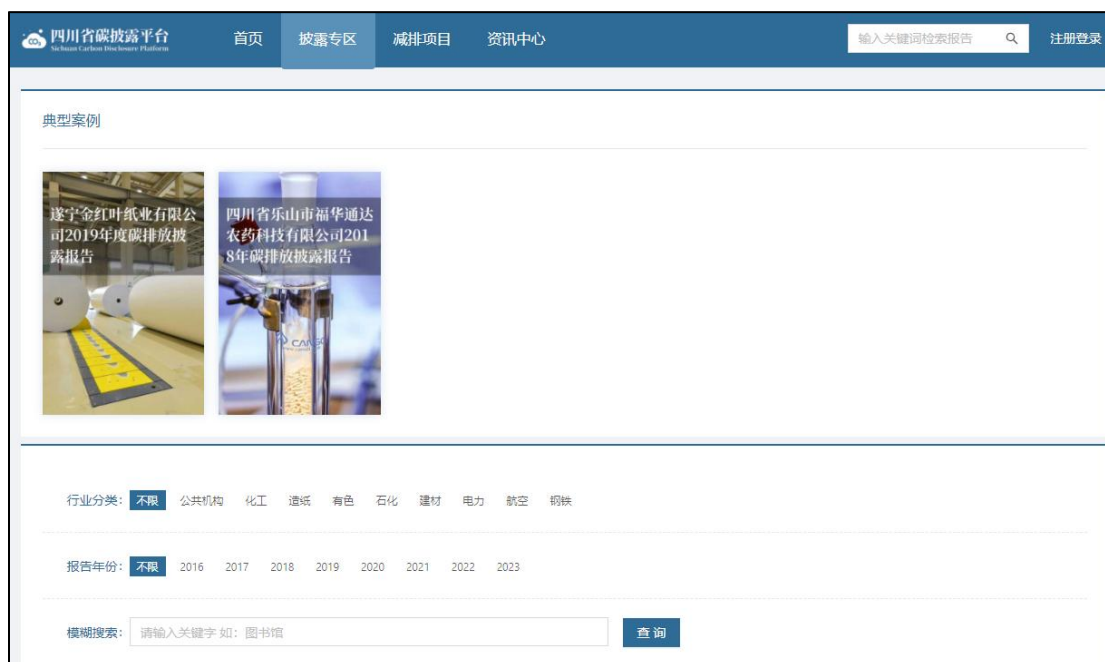 CO₂ 四川省碳披露平台 首页 披露专区 减排项目 资讯中心 输入关键词检索报告 注册登录
Sichuan Carbon Disclosure Platform
典型案例
遂宁金红叶纸业有限公
司2019年度碳排放披
露报告
四川省乐山市福华通达
农药科技有限公司201
8年碳排放披露报告
行业分类： 不限 公共机构 化工 造纸 有色 石化 建材 电力 航空 钢铁
报告年份： 不限 2016 2017 2018 2019 2020 2021 2022 2023
模糊搜索： 请输入关键字 如：图书馆 查 询